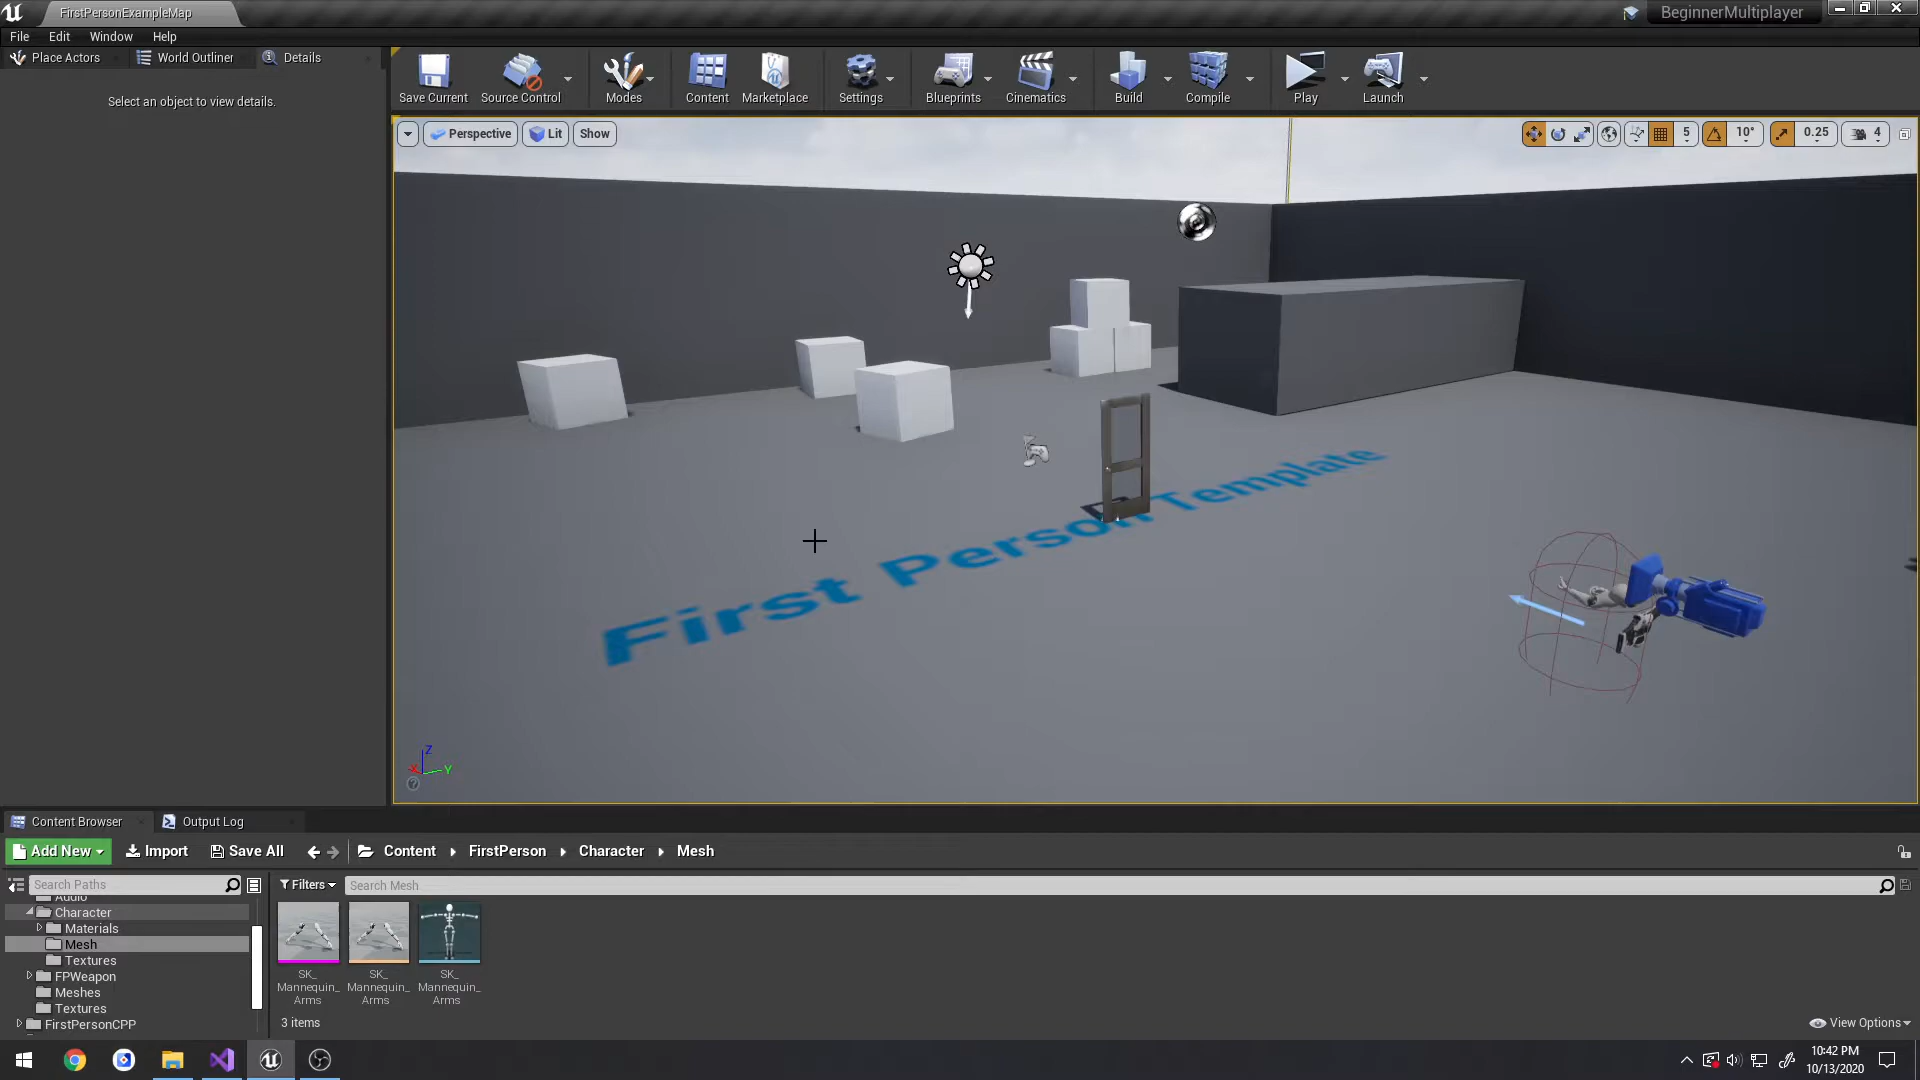 FirstPersonExampleMap
BeginnerMultiplayer
File Edit Window Help
Place Actors World Outliner Details
Select an object to view details.
Save Current Source Control Modes Content Marketplace Settings Blueprints Cinematics Build Compile Play Launch
Perspective Lit Show
5 10° 0.25 4
First Person Template
Z
X Y
Content Browser Output Log
Add New Import Save All Content FirstPerson Character Mesh
Search Paths Filters Search Mesh
Audio
Character
Materials
Mesh
Textures
FPWeapon
Meshes
Textures
FirstPersonCPP
SK_
Mannequin_
Arms
SK_
Mannequin_
Arms
SK_
Mannequin_
Arms
3 items
View Options
10:42 PM
10/13/2020